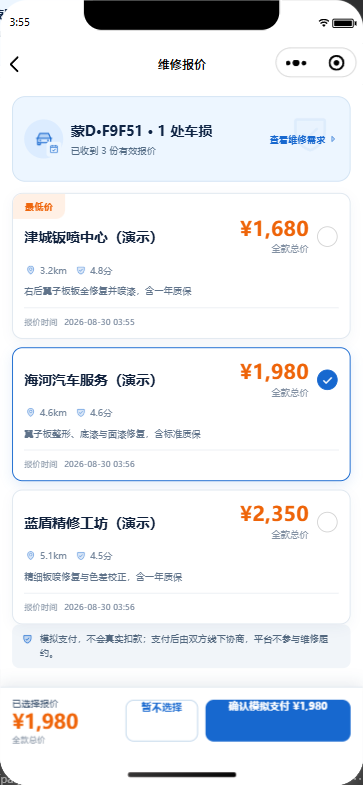 3:55
维修报价
蒙D•F9F51 • 1 处车损
已收到 3 份有效报价
查看维修需求
最低价
津城钣喷中心（演示）
¥1,680
全款总价
3.2km 4.8分
右后翼子板钣金修复并喷漆，含一年质保
报价时间 2026-08-30 03:55
海河汽车服务（演示）
¥1,980
全款总价
4.6km 4.6分
翼子板整形、底漆与面漆修复，含标准质保
报价时间 2026-08-30 03:56
蓝盾精修工坊（演示）
¥2,350
全款总价
5.1km 4.5分
精细钣喷修复与色差校正，含一年质保
报价时间 2026-08-30 03:56
模拟支付，不会真实扣款；支付后由双方线下协商，平台不参与维修履
约。
已选择报价
¥1,980
全款总价
暂不选择
确认模拟支付 ¥1,980